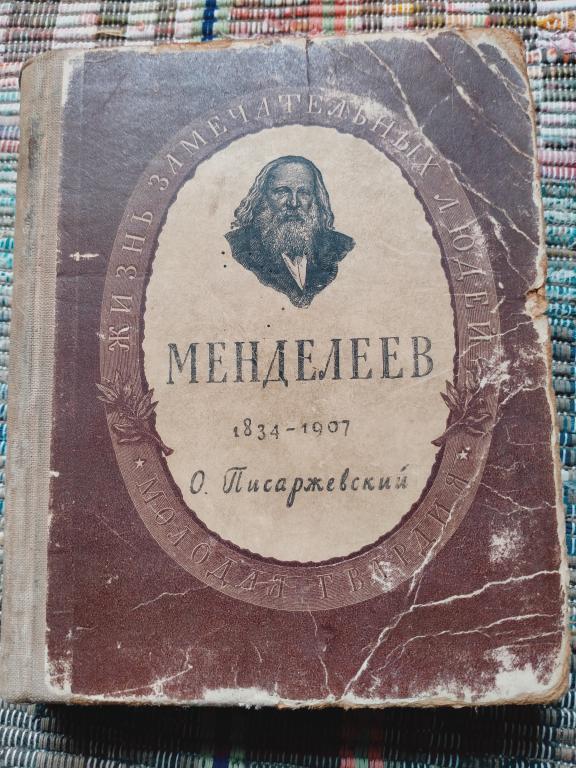 ЖИЗНЬ ЗАМЕЧАТЕЛЬНЫХ ЛЮДЕЙ
МЕНДЕЛЕЕВ
1834-1907
О. Писаржевский
МОЛОДАЯ ГВАРДИЯ